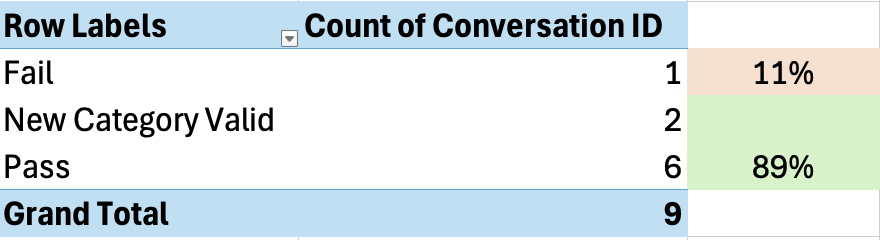 Row Labels Count of Conversation ID
Fail 1 11%
New Category Valid 2
Pass 6 89%
Grand Total 9